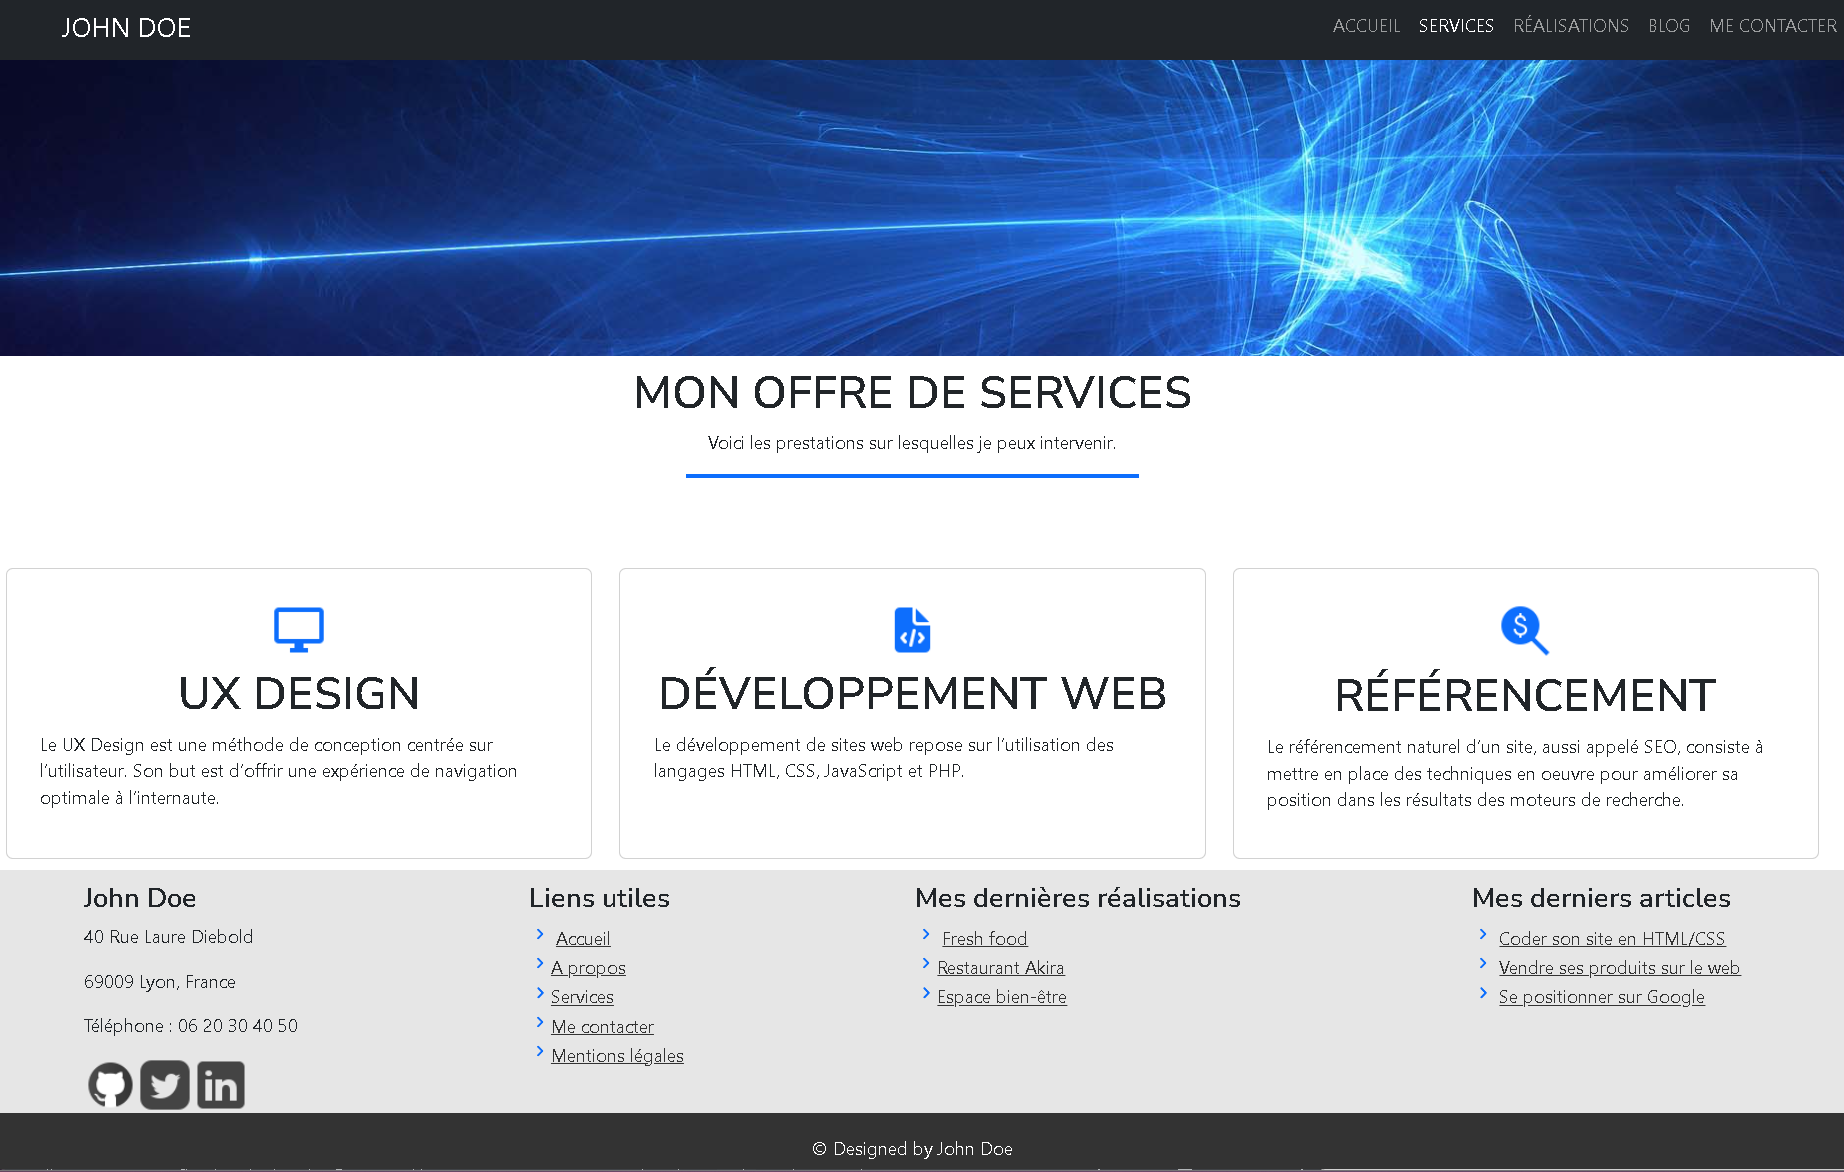 JOHN DOE
ACCUEIL SERVICES RÉALISATIONS BLOG ME CONTACTER
MON OFFRE DE SERVICES
Voici les prestations sur lesquelles je peux intervenir.
UX DESIGN
Le UX Design est une méthode de conception centrée sur
l'utilisateur. Son but est d'offrir une expérience de navigation
optimale à l'internaute.
DÉVELOPPEMENT WEB
Le développement de sites web repose sur l'utilisation des
langages HTML, CSS, JavaScript et PHP.
RÉFÉRENCEMENT
Le référencement naturel d'un site, aussi appelé SEO, consiste à
mettre en place des techniques en oeuvre pour améliorer sa
position dans les résultats des moteurs de recherche.
John Doe
40 Rue Laure Diebold
69009 Lyon, France
Téléphone : 06 20 30 40 50
Liens utiles
Accueil
A propos
Services
Me contacter
Mentions légales
Mes dernières réalisations
Fresh food
Restaurant Akira
Espace bien-être
Mes derniers articles
Coder son site en HTML/CSS
Vendre ses produits sur le web
Se positionner sur Google
© Designed by John Doe